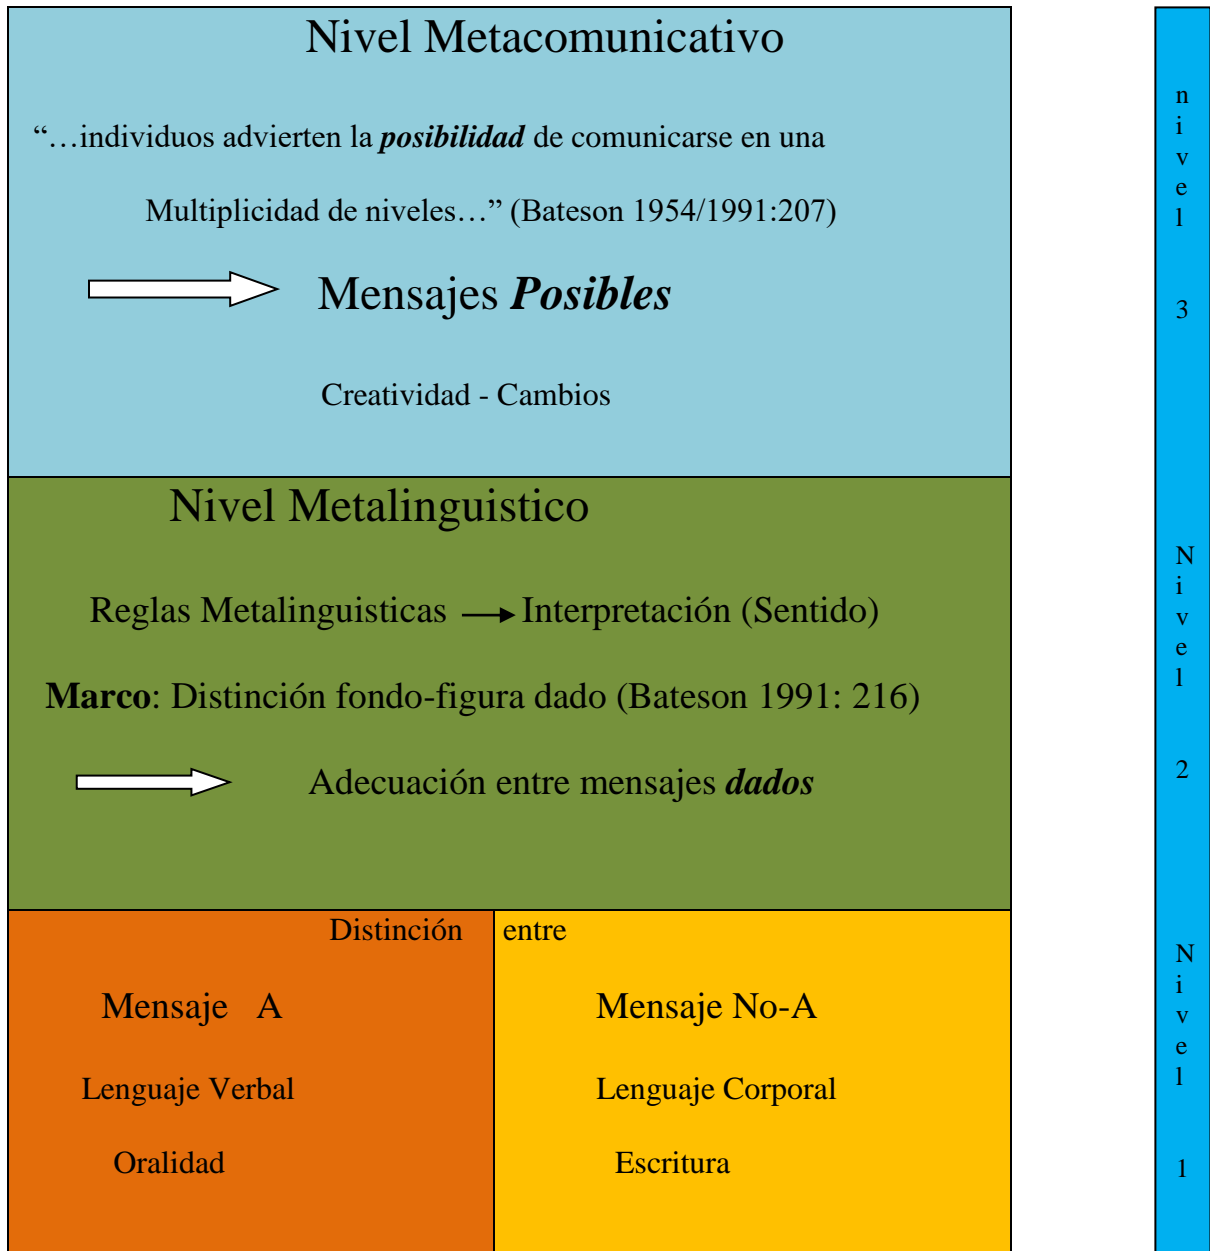 Nivel Metacomunicativo
“…individuos advierten la posibilidad de comunicarse en una
Multiplicidad de niveles…” (Bateson 1954/1991:207)
Mensajes Posibles
Creatividad - Cambios
nivel 3
Nivel Metalinguistico
Reglas Metalinguisticas Interpretación (Sentido)
Marco: Distinción fondo-figura dado (Bateson 1991: 216)
Adecuación entre mensajes dados
Nivel 2
Distinción entre
Mensaje A
Lenguaje Verbal
Oralidad
Mensaje No-A
Lenguaje Corporal
Escritura
Nivel 1